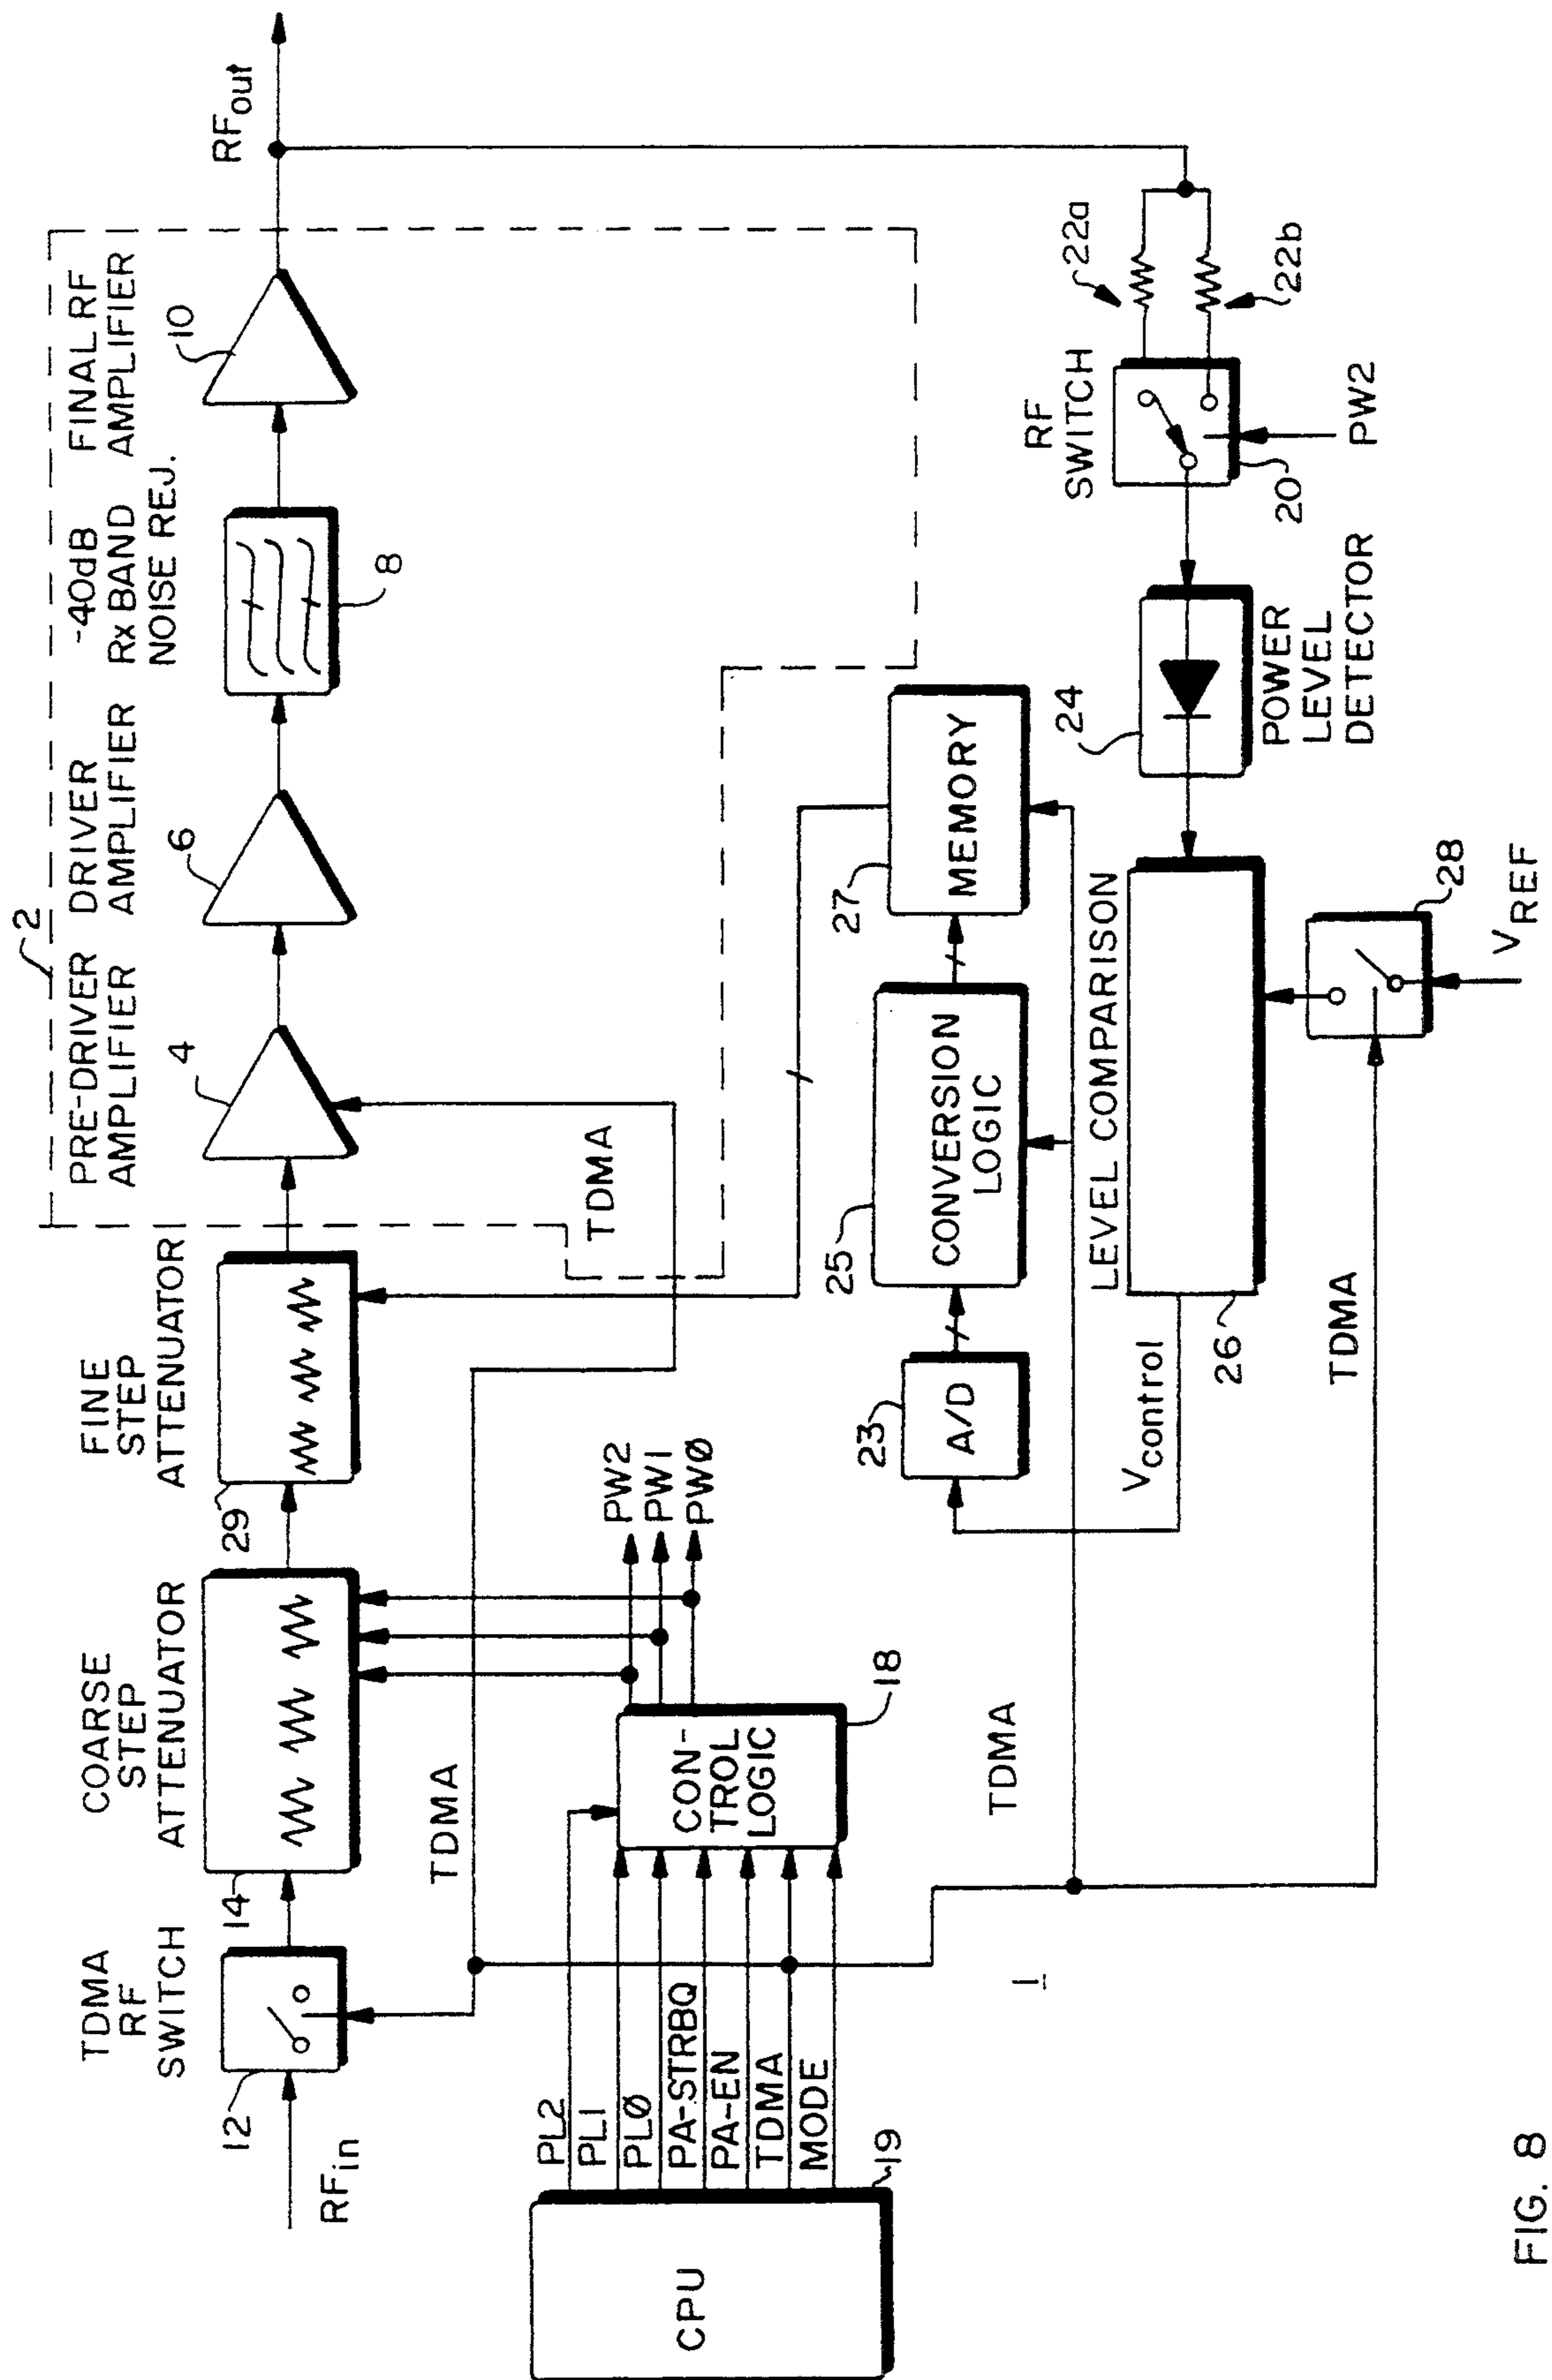 2
PRE-DRIVER
AMPLIFIER
DRIVER
AMPLIFIER
-40dB
Rx BAND
NOISE REJ.
FINAL RF
AMPLIFIER
RFout
TDMA
RF
SWITCH
COARSE
STEP
ATTENUATOR
FINE
STEP
ATTENUATOR
RFin
12
14
29
4
6
8
10
TDMA
TDMA
PW2
PW1
PWØ
CPU
19
PL2
PL1
PLØ
PA-STRBQ
PA-EN
TDMA
MODE
CON-
TROL
LOGIC
18
23
A/D
25
CONVERSION
LOGIC
27
MEMORY
1
TDMA
Vcontrol
LEVEL COMPARISON
26
24
POWER
LEVEL
DETECTOR
RF
SWITCH
20
PW2
22a
22b
TDMA
28
VREF
FIG. 8